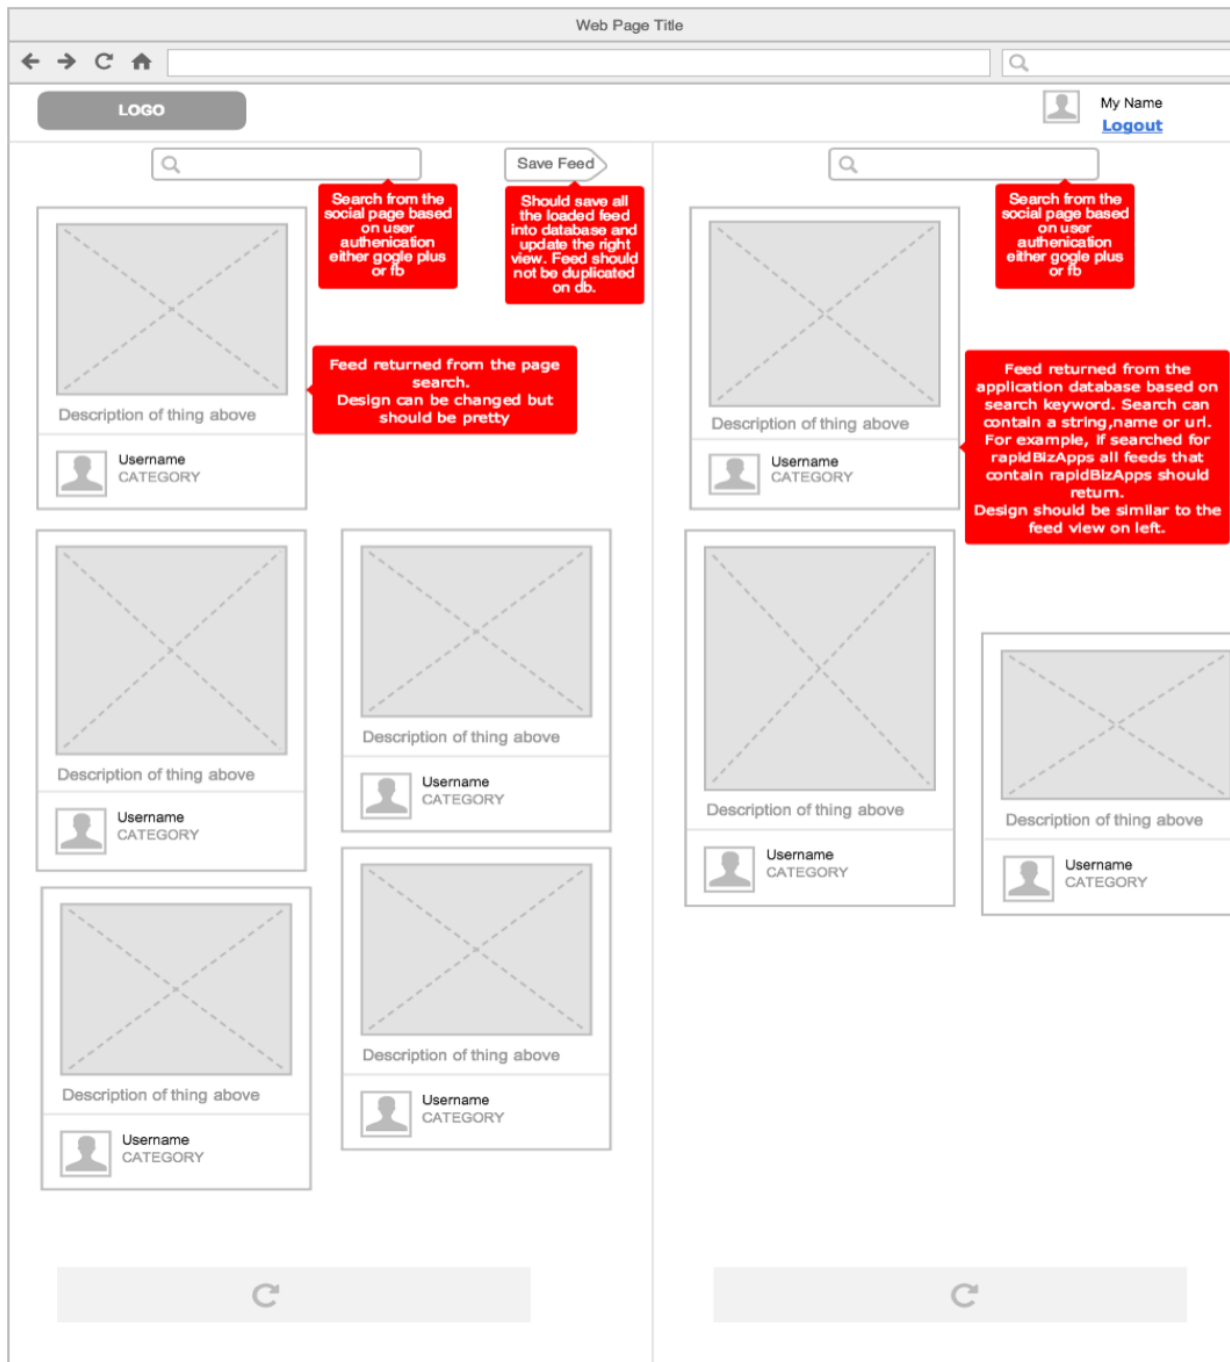 Web Page Title
LOGO
My Name
Logout
Save Feed
Search from the
social page based
on user
authenication
either gogle plus
or fb
Should save all
the loaded feed
into database and
update the right
view. Feed should
not be duplicated
on db.
Description of thing above
Username
CATEGORY
Feed returned from the page
search.
Design can be changed but
should be pretty
Description of thing above
Username
CATEGORY
Description of thing above
Username
CATEGORY
Description of thing above
Username
CATEGORY
Description of thing above
Username
CATEGORY
Search from the
social page based
on user
authenication
either gogle plus
or fb
Description of thing above
Username
CATEGORY
Feed returned from the
application database based on
search keyword. Search can
contain a string,name or url.
For example, if searched for
rapidBizApps all feeds that
contain rapidBizApps should
return.
Design should be similar to the
feed view on left.
Description of thing above
Username
CATEGORY
Description of thing above
Username
CATEGORY